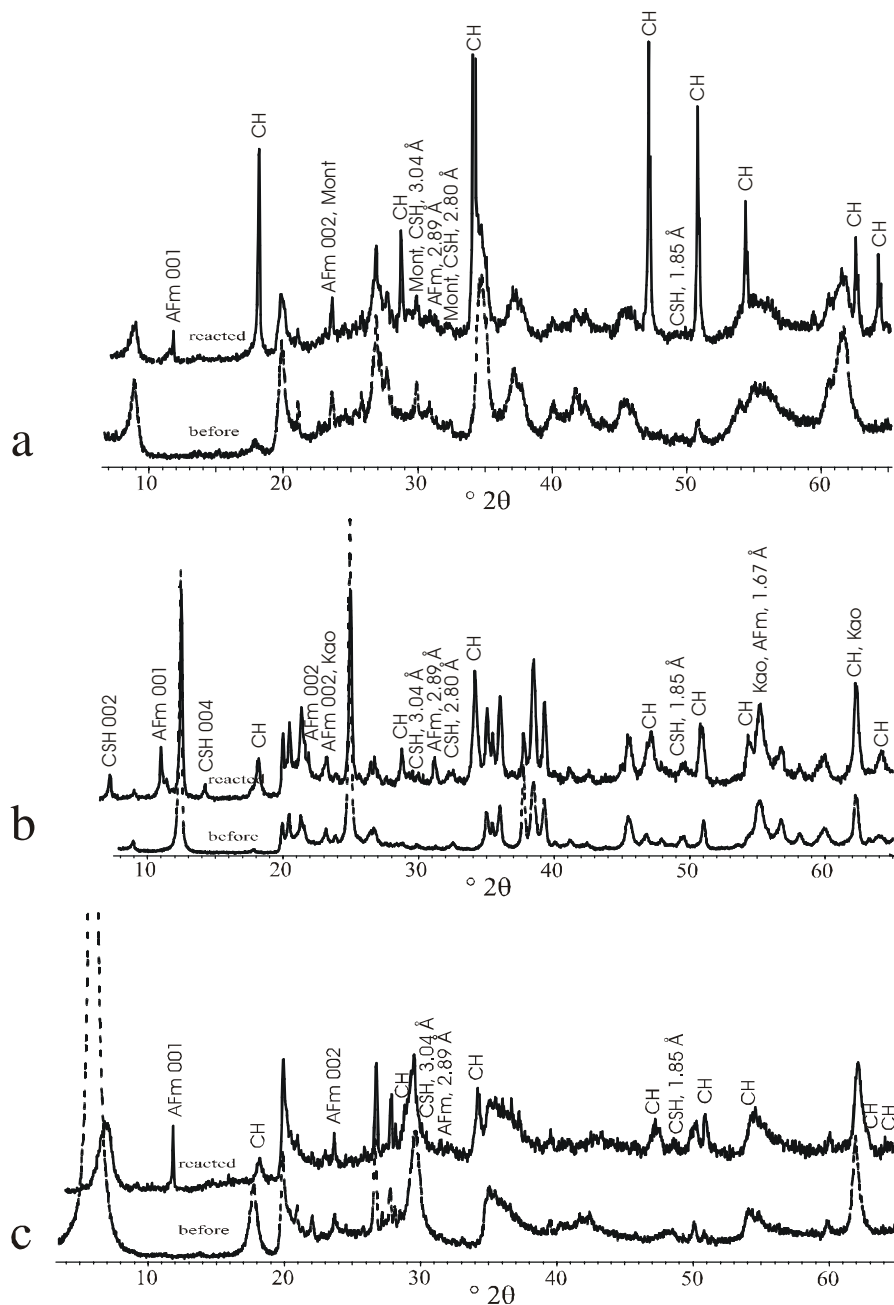 CH
CH
CH
CH
CH
AFm 001
AFm 002, Mont
CH
Mont, CSH, 3.04 Å
AFm, 2.89 Å
Mont, CSH, 2.80 Å
CSH, 1.85 Å
CH
CH
CH
reacted
before
a
10 20 30 40 50 60
° 2θ
CSH 002
AFm 001
CSH 004
CH
AFm 002
AFm 002, Kao
CH
CSH, 3.04 Å
AFm, 2.89 Å
CSH, 2.80 Å
CH
CH
CSH, 1.85 Å
CH
CH
Kao, AFm, 1.67 Å
CH, Kao
CH
reacted
before
b
10 20 30 40 50 60
° 2θ
AFm 001
CH
AFm 002
CH
CSH, 3.04 Å
AFm, 2.89 Å
CH
CH
CSH, 1.85 Å
CH
CH
CH
CH
reacted
before
c
10 20 30 40 50 60
° 2θ